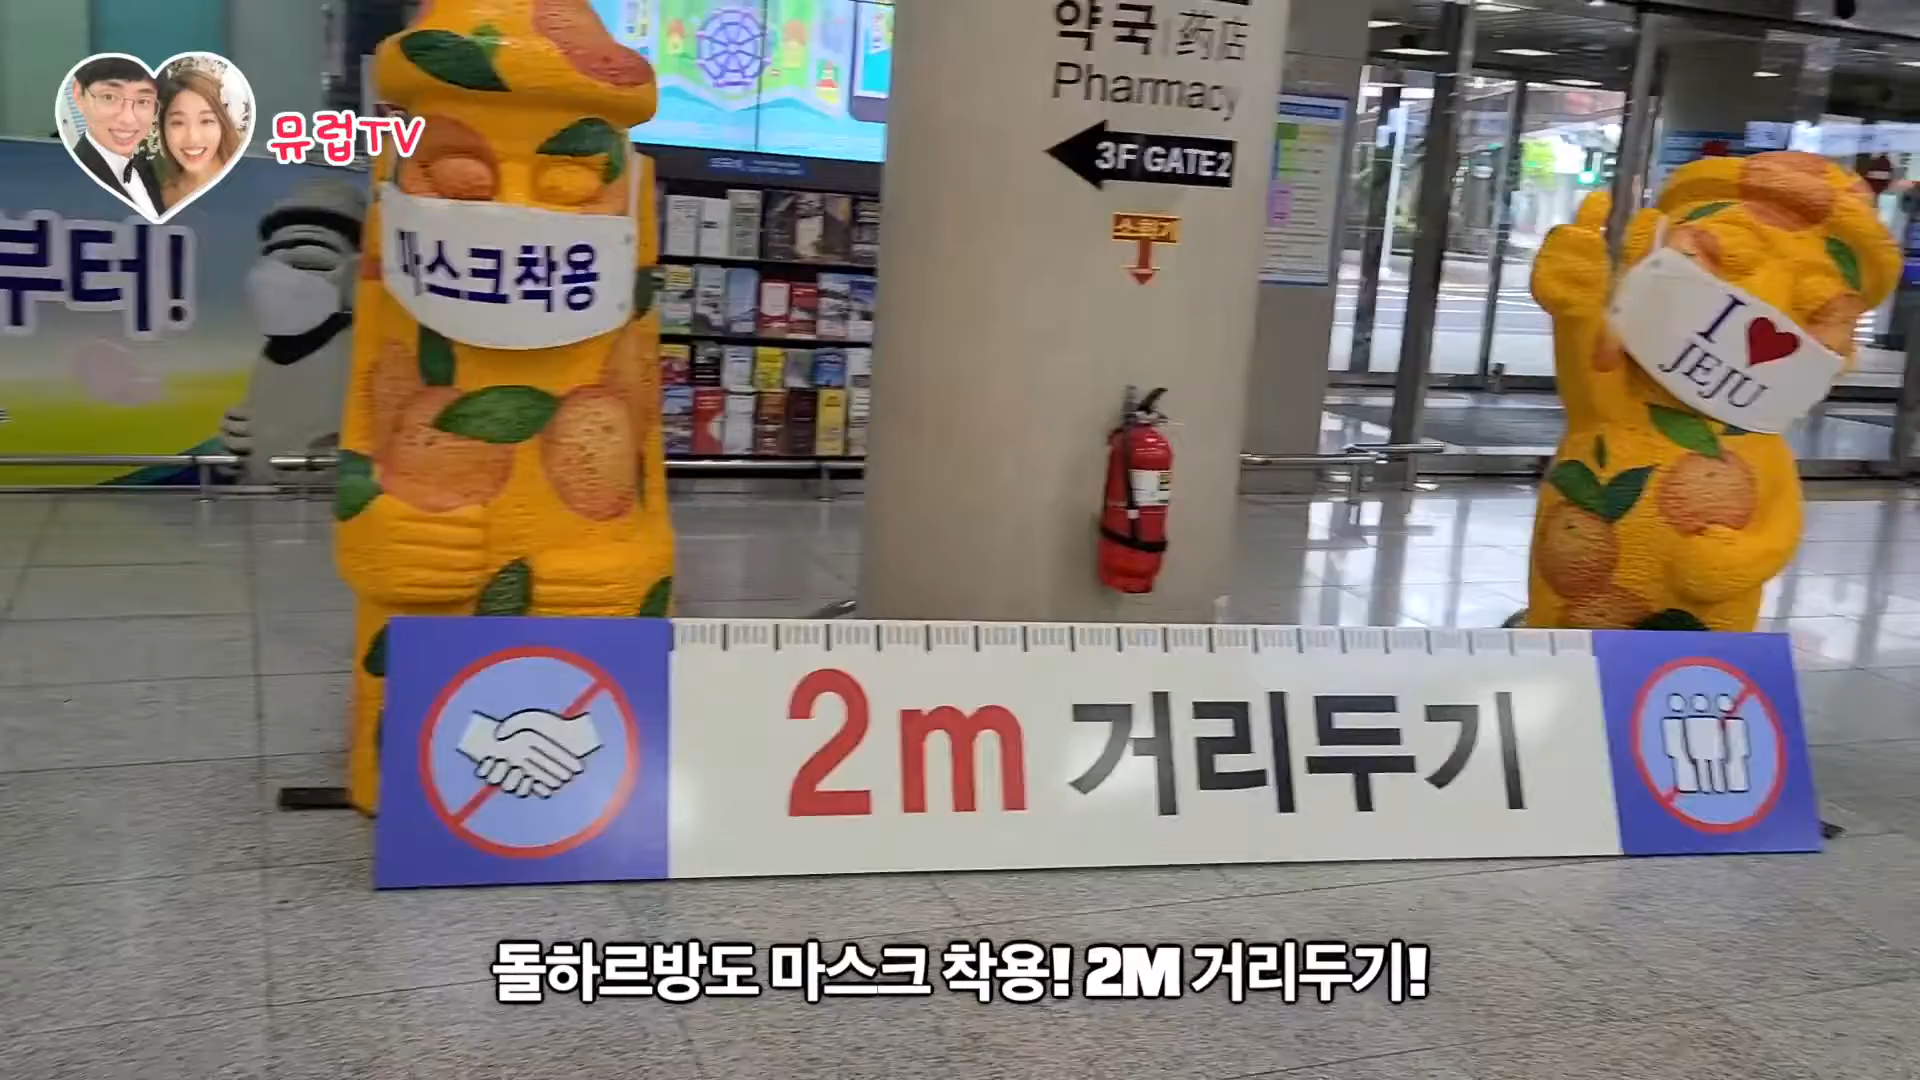 뮤럽TV
부터!
마스크착용
약국|药店
Pharmacy
3F GATE2
소화기
I ♥
JEJU
2m 거리두기
돌하르방도 마스크 착용! 2M 거리두기!